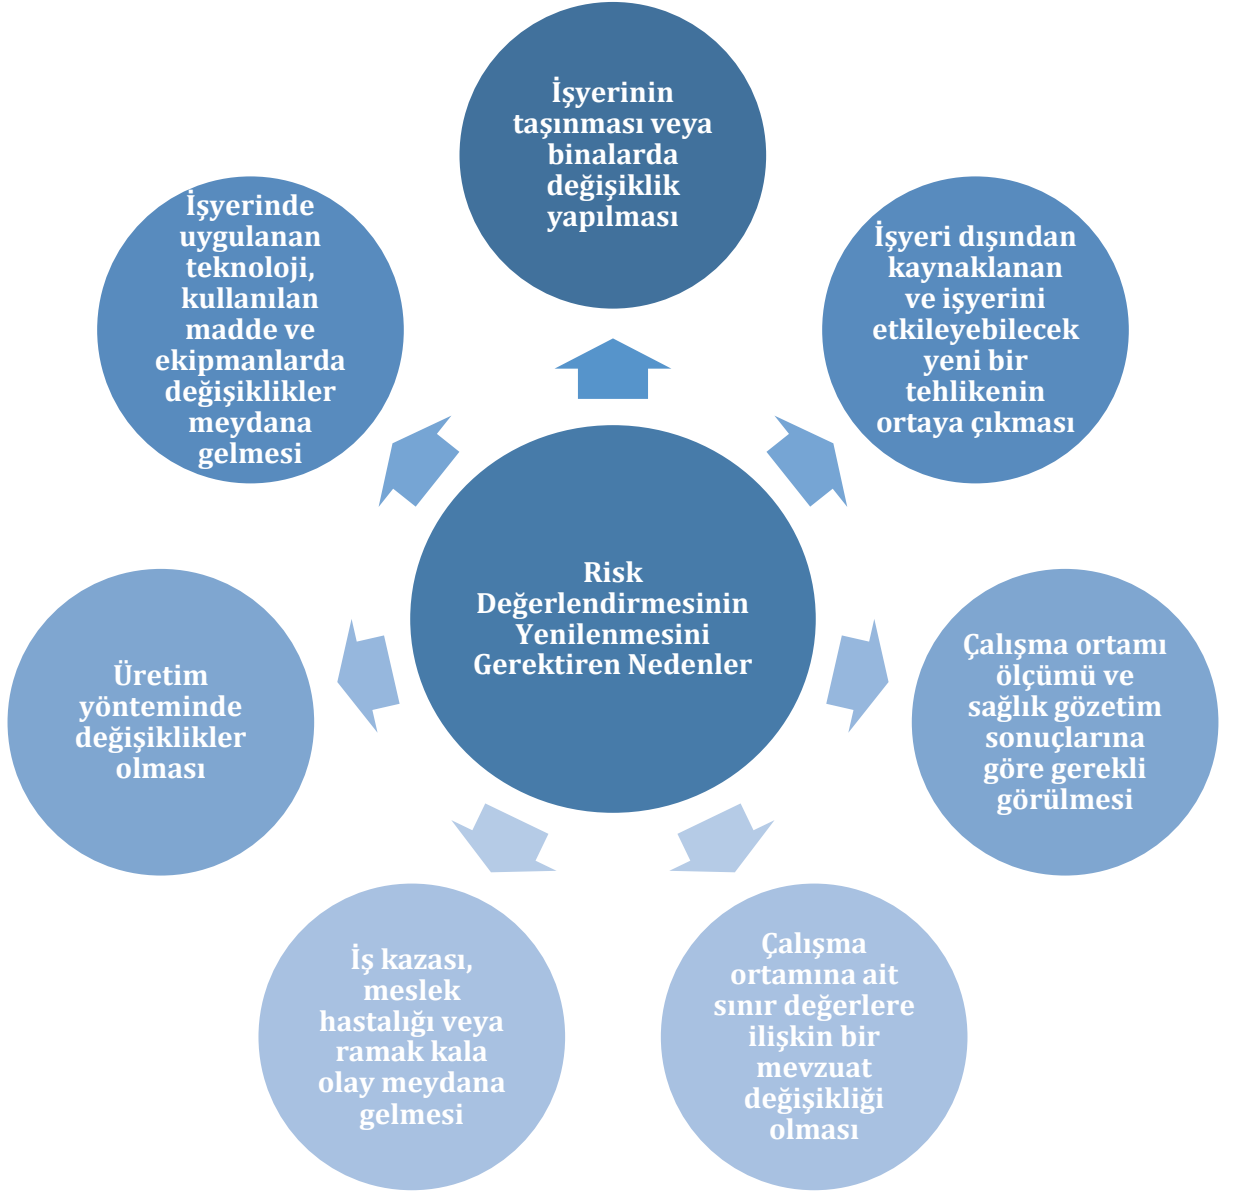 İşyerinin
taşınması veya
binalarda
değişiklik
yapılması
İşyeri dışından
kaynaklanan
ve işyerini
etkileyebilecek
yeni bir
tehlikenin
ortaya çıkması
Çalışma ortamı
ölçümü ve
sağlık gözetim
sonuçlarına
göre gerekli
görülmesi
Çalışma
ortamına ait
sınır değerlere
ilişkin bir
mevzuat
değişikliği
olması
İş kazası,
meslek
hastalığı veya
ramak kala
olay meydana
gelmesi
Üretim
yönteminde
değişiklikler
olması
İşyerinde
uygulanan
teknoloji,
kullanılan
madde ve
ekipmanlarda
değişiklikler
meydana
gelmesi
Risk
Değerlendirmesinin
Yenilenmesini
Gerektiren Nedenler